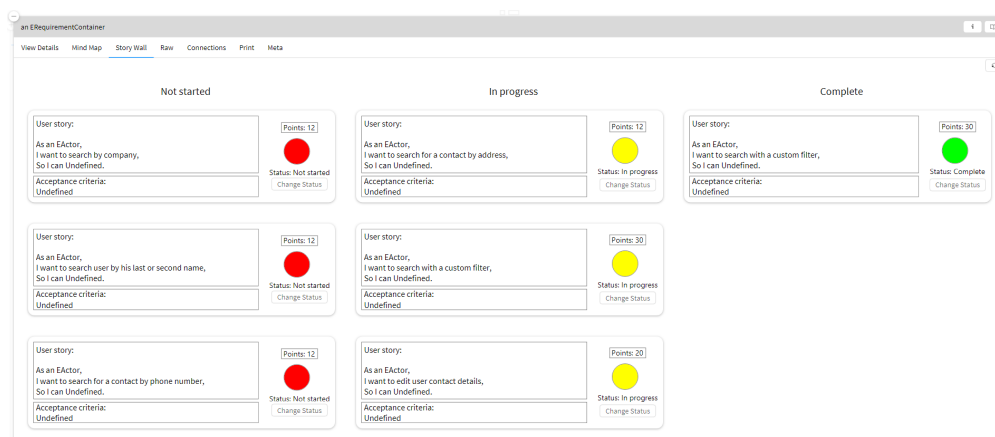 an ERequirementContainer
View Details Mind Map Story Wall Raw Connections Print Meta
Not started
User story:
As an EActor,
I want to search by company,
So I can Undefined.
Acceptance criteria:
Undefined
Points: 12
Status: Not started
Change Status
User story:
As an EActor,
I want to search user by his last or second name,
So I can Undefined.
Acceptance criteria:
Undefined
Points: 12
Status: Not started
Change Status
User story:
As an EActor,
I want to search for a contact by phone number,
So I can Undefined.
Acceptance criteria:
Undefined
Points: 12
Status: Not started
Change Status
In progress
User story:
As an EActor,
I want to search for a contact by address,
So I can Undefined.
Acceptance criteria:
Undefined
Points: 12
Status: In progress
Change Status
User story:
As an EActor,
I want to search with a custom filter,
So I can Undefined.
Acceptance criteria:
Undefined
Points: 30
Status: In progress
Change Status
User story:
As an EActor,
I want to edit user contact details,
So I can Undefined.
Acceptance criteria:
Undefined
Points: 20
Status: In progress
Change Status
Complete
User story:
As an EActor,
I want to search with a custom filter,
So I can Undefined.
Acceptance criteria:
Undefined
Points: 30
Status: Complete
Change Status